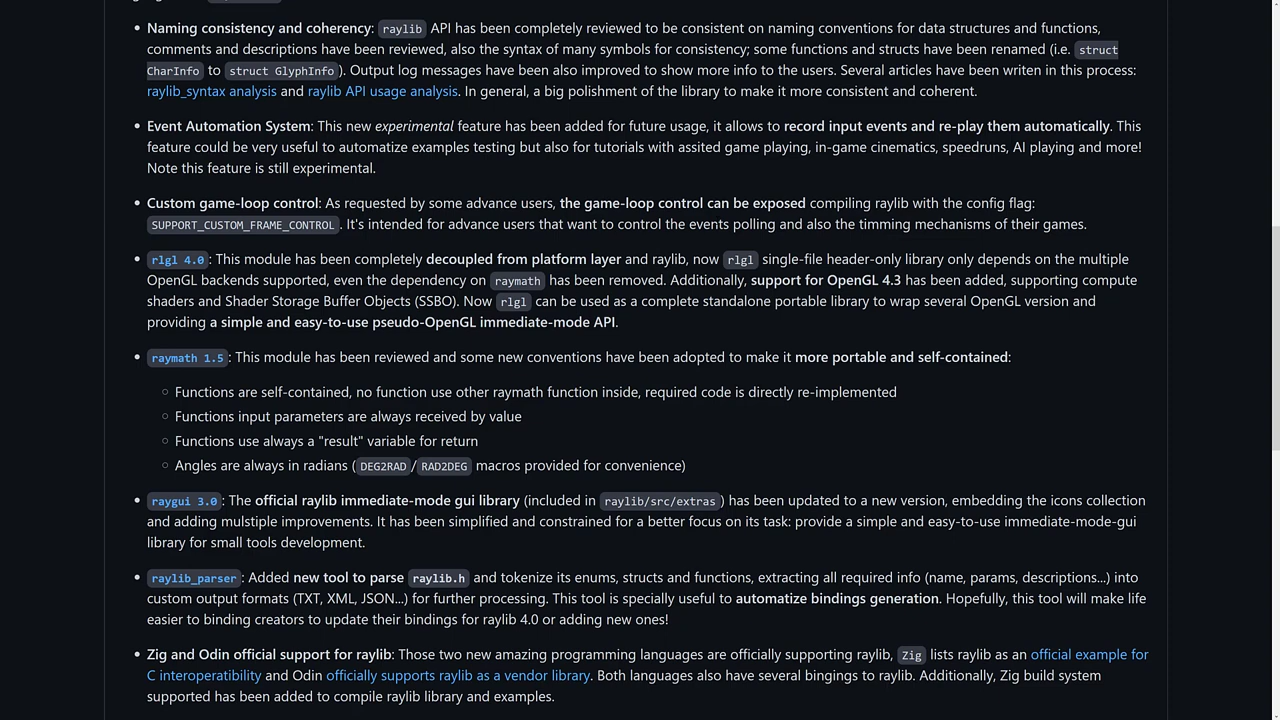 Naming consistency and coherency: raylib API has been completely reviewed to be consistent on naming conventions for data structures and functions,
comments and descriptions have been reviewed, also the syntax of many symbols for consistency; some functions and structs have been renamed (i.e. struct
CharInfo to struct GlyphInfo). Output log messages have been also improved to show more info to the users. Several articles have been writen in this process:
raylib_syntax analysis and raylib API usage analysis. In general, a big polishment of the library to make it more consistent and coherent.
Event Automation System: This new experimental feature has been added for future usage, it allows to record input events and re-play them automatically. This
feature could be very useful to automatize examples testing but also for tutorials with assited game playing, in-game cinematics, speedruns, AI playing and more!
Note this feature is still experimental.
Custom game-loop control: As requested by some advance users, the game-loop control can be exposed compiling raylib with the config flag:
SUPPORT_CUSTOM_FRAME_CONTROL. It's intended for advance users that want to control the events polling and also the timming mechanisms of their games.
rlgl 4.0: This module has been completely decoupled from platform layer and raylib, now rlgl single-file header-only library only depends on the multiple
OpenGL backends supported, even the dependency on raymath has been removed. Additionally, support for OpenGL 4.3 has been added, supporting compute
shaders and Shader Storage Buffer Objects (SSBO). Now rlgl can be used as a complete standalone portable library to wrap several OpenGL version and
providing a simple and easy-to-use pseudo-OpenGL immediate-mode API.
raymath 1.5: This module has been reviewed and some new conventions have been adopted to make it more portable and self-contained:
Functions are self-contained, no function use other raymath function inside, required code is directly re-implemented
Functions input parameters are always received by value
Functions use always a "result" variable for return
Angles are always in radians (DEG2RAD/RAD2DEG macros provided for convenience)
raygui 3.0: The official raylib immediate-mode gui library (included in raylib/src/extras) has been updated to a new version, embedding the icons collection
and adding mulstiple improvements. It has been simplified and constrained for a better focus on its task: provide a simple and easy-to-use immediate-mode-gui
library for small tools development.
raylib_parser: Added new tool to parse raylib.h and tokenize its enums, structs and functions, extracting all required info (name, params, descriptions...) into
custom output formats (TXT, XML, JSON...) for further processing. This tool is specially useful to automatize bindings generation. Hopefully, this tool will make life
easier to binding creators to update their bindings for raylib 4.0 or adding new ones!
Zig and Odin official support for raylib: Those two new amazing programming languages are officially supporting raylib, Zig lists raylib as an official example for
C interoperatibility and Odin officially supports raylib as a vendor library. Both languages also have several bingings to raylib. Additionally, Zig build system
supported has been added to compile raylib library and examples.